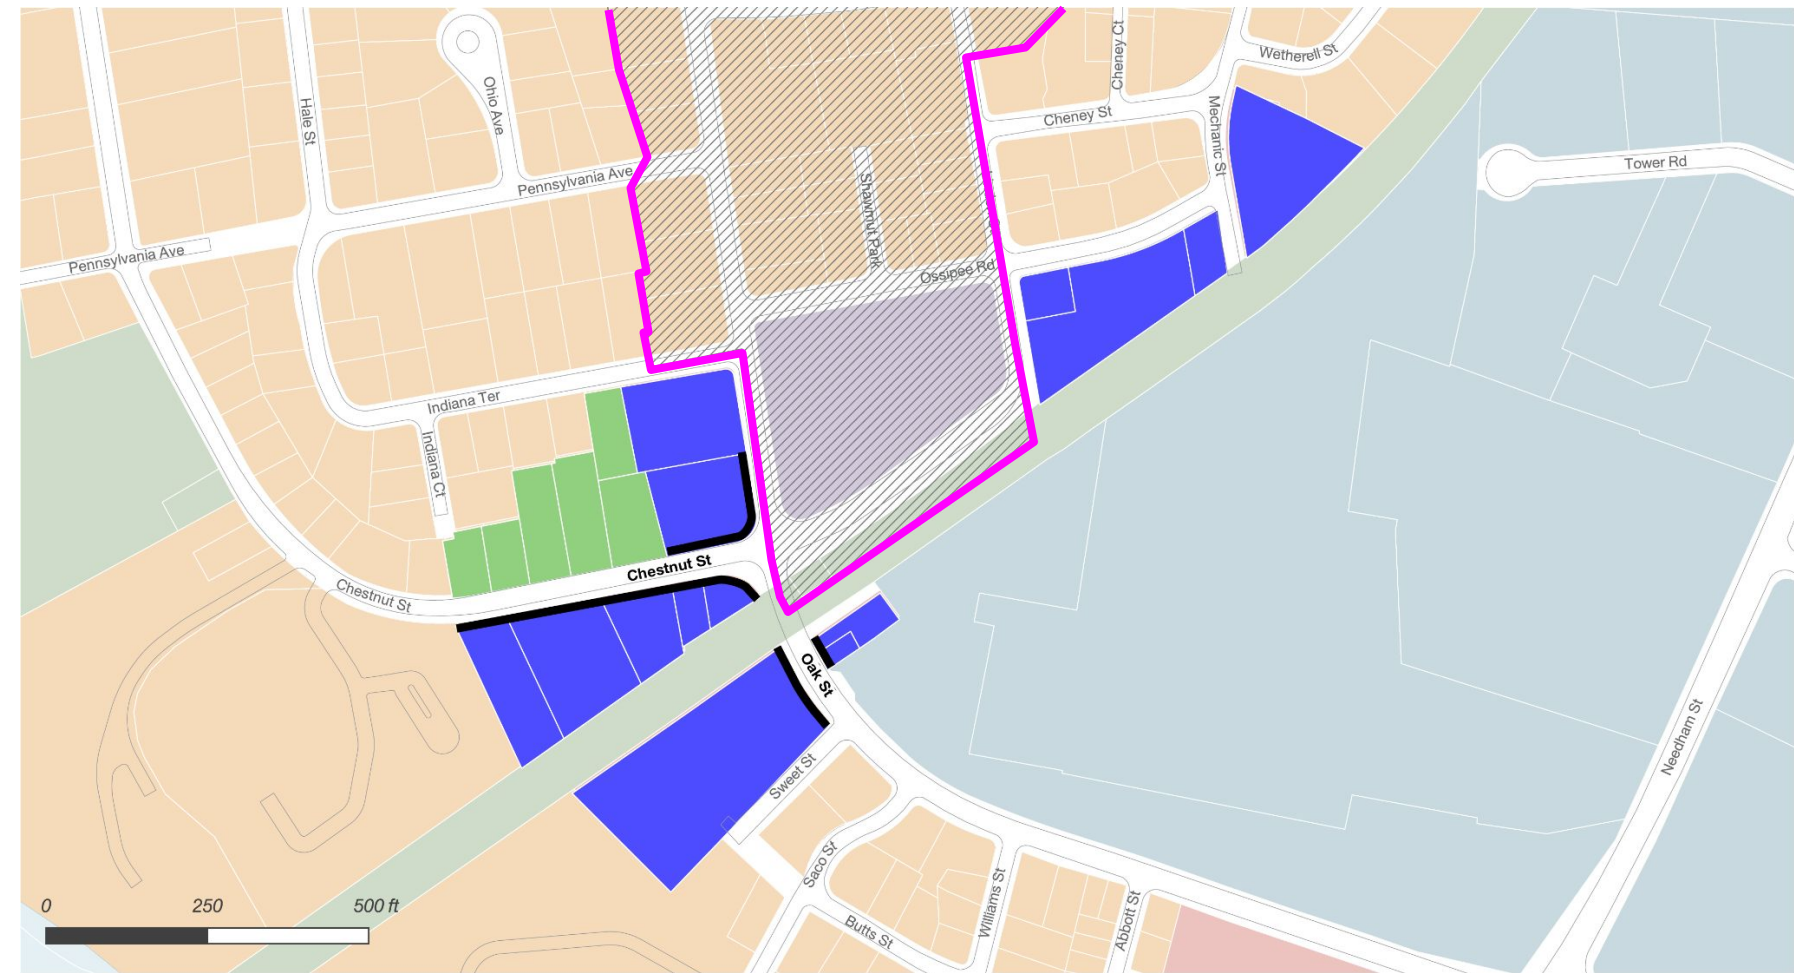 Cheney Ct
Wetherell St
Hale St
Ohio Ave
Mechanic St
Cheney St
Tower Rd
Pennsylvania Ave
Shawmut Park
Pennsylvania Ave
Ossipee Rd
Indiana Ter
Indiana Ct
Chestnut St
Chestnut St
Oak St
Needham St
Sweet St
Saco St
Williams St
Abbott St
Butts St
0 250 500 ft